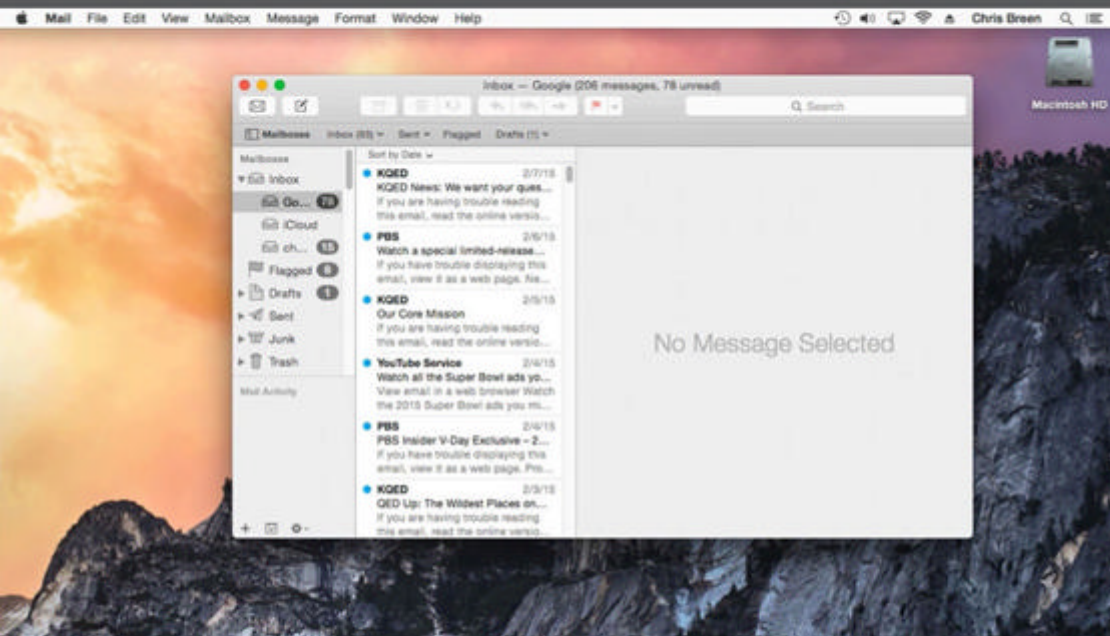 Mail File Edit View Mailbox Message Format Window Help Chris Breen
Macintosh HD
Inbox — Google (206 messages, 78 unread)
Search
Mailboxes Inbox (93) Sent Flagged Drafts (1)
Mailboxes
Inbox
Go... 78
iCloud
ch... 15
Flagged
Drafts 1
Sent
Junk
Trash
Mail Activity
Sort by Date
KQED 2/7/15
KQED News: We want your ques...
If you are having trouble reading
this email, read the online versio...
PBS 2/6/15
Watch a special limited-release...
If you have trouble displaying this
email, view it as a web page. Ne...
KQED 2/5/15
Our Core Mission
If you are having trouble reading
this email, read the online versio...
YouTube Service 2/4/15
Watch all the Super Bowl ads yo...
View email in a web browser Watch
the 2015 Super Bowl ads you mi...
PBS 2/4/15
PBS Insider V-Day Exclusive – 2...
If you have trouble displaying this
email, view it as a web page. Pro...
KQED 2/3/15
QED Up: The Wildest Places on...
If you are having trouble reading
this email, read the online versio...
No Message Selected